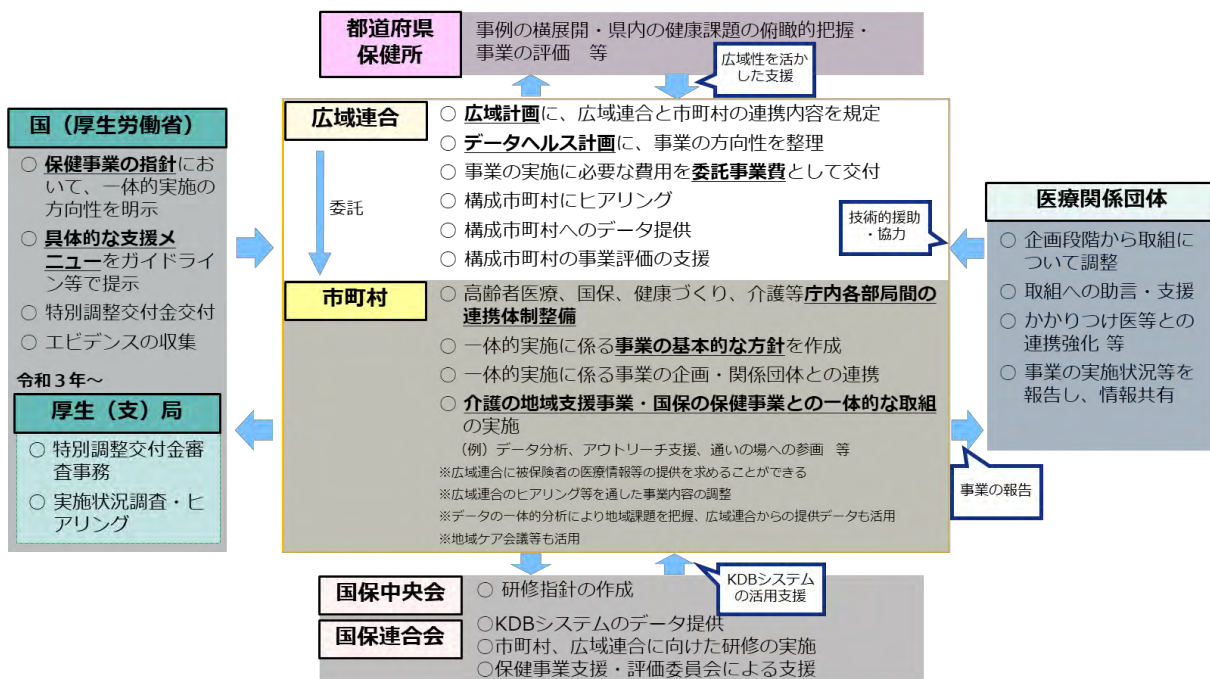 都道府県
保健所
事例の横展開・県内の健康課題の俯瞰的把握・
事業の評価 等
広域性を活か
した支援
国（厚生労働省）
○ 保健事業の指針にお
いて、一体的実施の
方向性を明示
○ 具体的な支援メ
ニューをガイドライ
ン等で提示
○ 特別調整交付金交付
○ エビデンスの収集
令和３年～
厚生（支）局
○ 特別調整交付金審
査事務
○ 実施状況調査・ヒ
アリング
広域連合
委託
○ 広域計画に、広域連合と市町村の連携内容を規定
○ データヘルス計画に、事業の方向性を整理
○ 事業の実施に必要な費用を委託事業費として交付
○ 構成市町村にヒアリング
○ 構成市町村へのデータ提供
○ 構成市町村の事業評価の支援
技術的援助
・協力
市町村
○ 高齢者医療、国保、健康づくり、介護等庁内各部局間の
連携体制整備
○ 一体的実施に係る事業の基本的な方針を作成
○ 一体的実施に係る事業の企画・関係団体との連携
○ 介護の地域支援事業・国保の保健事業との一体的な取組
の実施
（例）データ分析、アウトリーチ支援、通いの場への参画 等
※広域連合に被保険者の医療情報等の提供を求めることができる
※広域連合のヒアリング等を通した事業内容の調整
※データの一体的分析により地域課題を把握、広域連合からの提供データも活用
※地域ケア会議等も活用
医療関係団体
○ 企画段階から取組に
ついて調整
○ 取組への助言・支援
○ かかりつけ医等との
連携強化 等
○ 事業の実施状況等を
報告し、情報共有
事業の報告
国保中央会
○ 研修指針の作成
KDBシステム
の活用支援
国保連合会
○KDBシステムのデータ提供
○市町村、広域連合に向けた研修の実施
○保健事業支援・評価委員会による支援